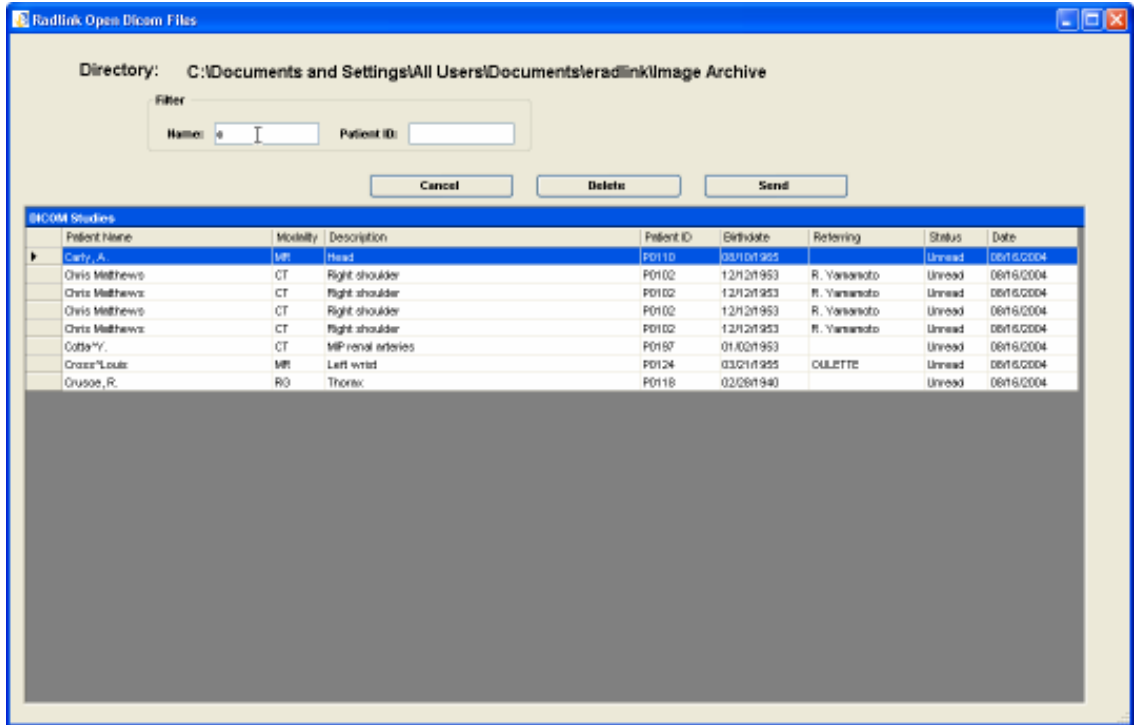 Radlink Open Dicom Files
Directory: C:\Documents and Settings\All Users\Documents\eradlink\Image Archive
Filter
Name: Patient ID:
Cancel Delete Send
DICOM Studies
Patient Name Modality Description Patient ID Birthdate Referring Status Date
Carly, A. MR Head P0110 Unread 08/16/2004
Chris Matthews CT Right shoulder P0102 12/12/1953 R. Yamamoto Unread 08/16/2004
Chris Matthews CT Right shoulder P0102 12/12/1953 R. Yamamoto Unread 08/16/2004
Chris Matthews CT Right shoulder P0102 12/12/1953 R. Yamamoto Unread 08/16/2004
Chris Matthews CT Right shoulder P0102 12/12/1953 R. Yamamoto Unread 08/16/2004
Cotta^V. CT MIP renal arteries P0197 01/02/1953 Unread 08/16/2004
Cross^Louis MR Left wrist P0124 03/21/1955 OULETTE Unread 08/16/2004
Crusoe, R. RG Thorax P0118 02/28/1940 Unread 08/16/2004